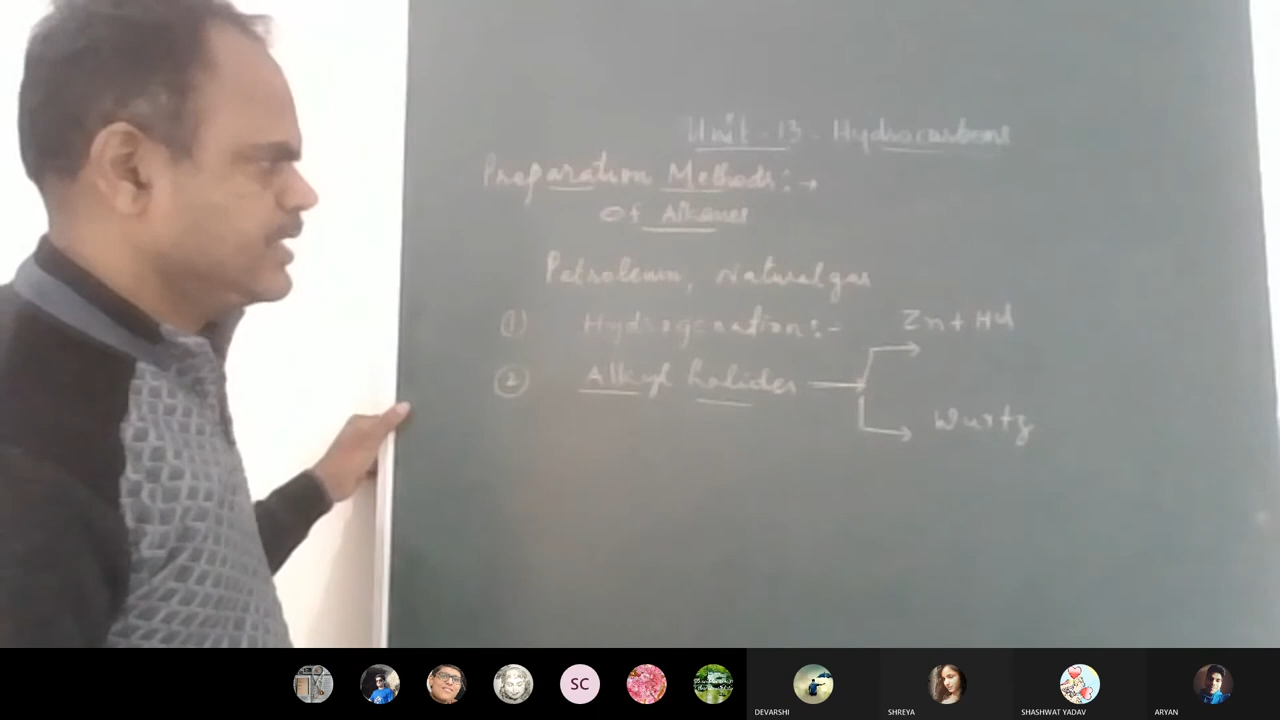 Unit - 13 - Hydrocarbons
Preparation Methods :- →
Of Alkanes
Petroleum, Natural gas
① Hydrogenation :-
Zn + HCl
② Alkyl halides
Wurtz
SC
DEVARSHI
SHREYA
SHASHWAT YADAV
ARYAN